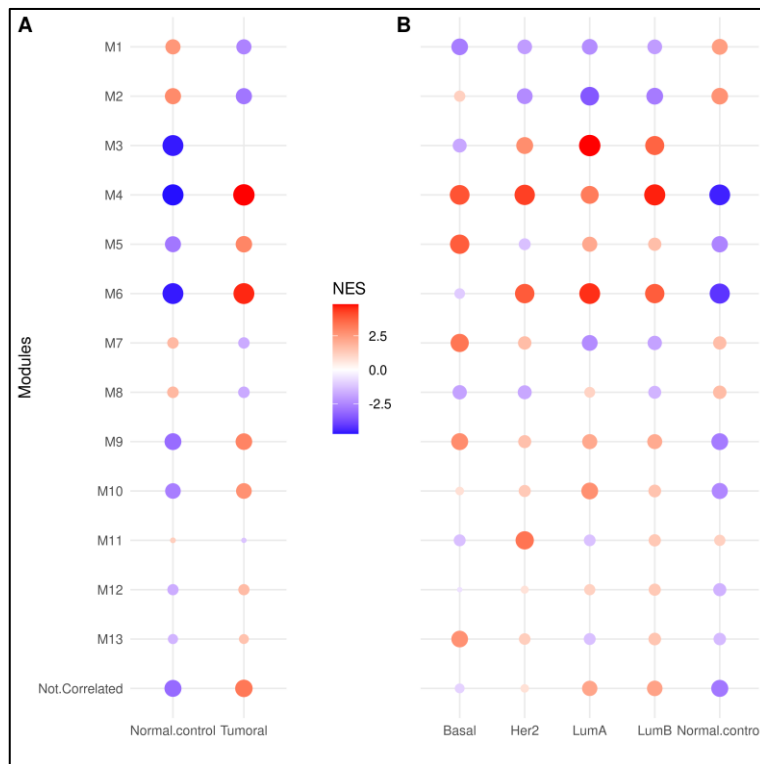 A
B
M1
M2
M3
M4
M5
M6
M7
M8
M9
M10
M11
M12
M13
Not.Correlated
Modules
NES
2.5
0.0
-2.5
Normal.control Tumoral
Basal Her2 LumA LumB Normal.contro